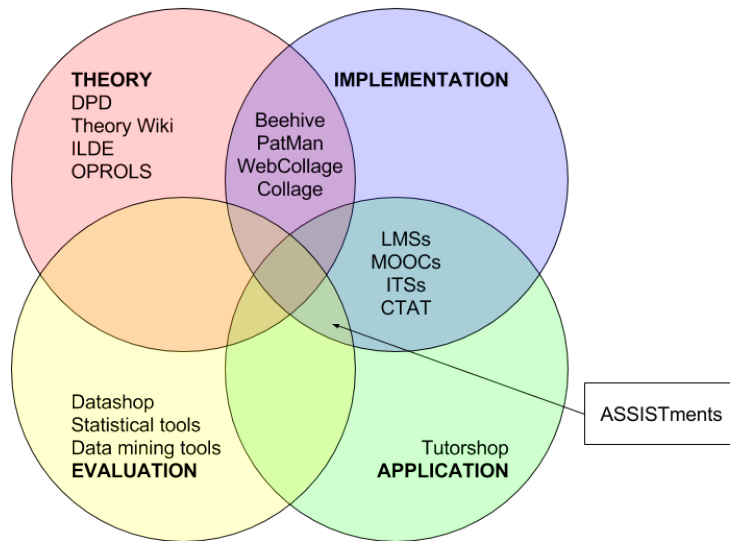 THEORY
DPD
Theory Wiki
ILDE
OPROLS
IMPLEMENTATION
Beehive
PatMan
WebCollage
Collage
LMSs
MOOCs
ITSs
CTAT
Datashop
Statistical tools
Data mining tools
EVALUATION
Tutorshop
APPLICATION
ASSISTments